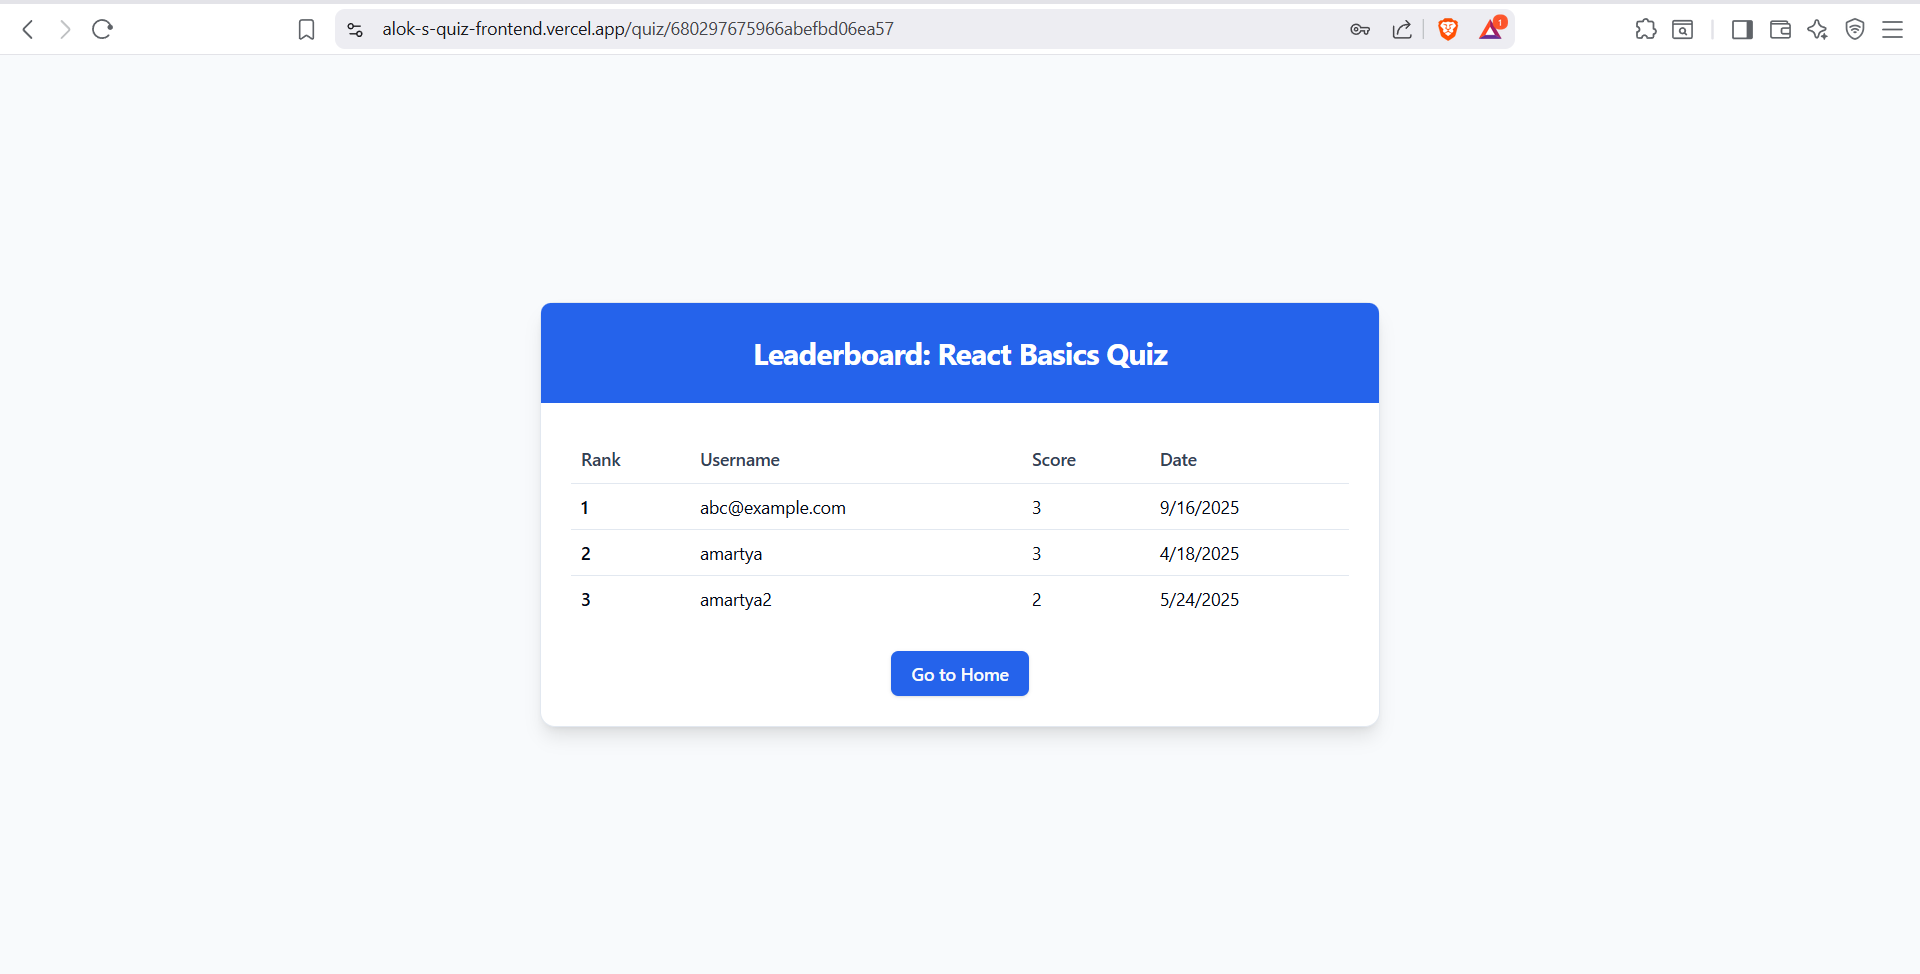 alok-s-quiz-frontend.vercel.app/quiz/680297675966abefbd06ea57
1
Leaderboard: React Basics Quiz
Rank Username Score Date
1 abc@example.com 3 9/16/2025
2 amartya 3 4/18/2025
3 amartya2 2 5/24/2025
Go to Home